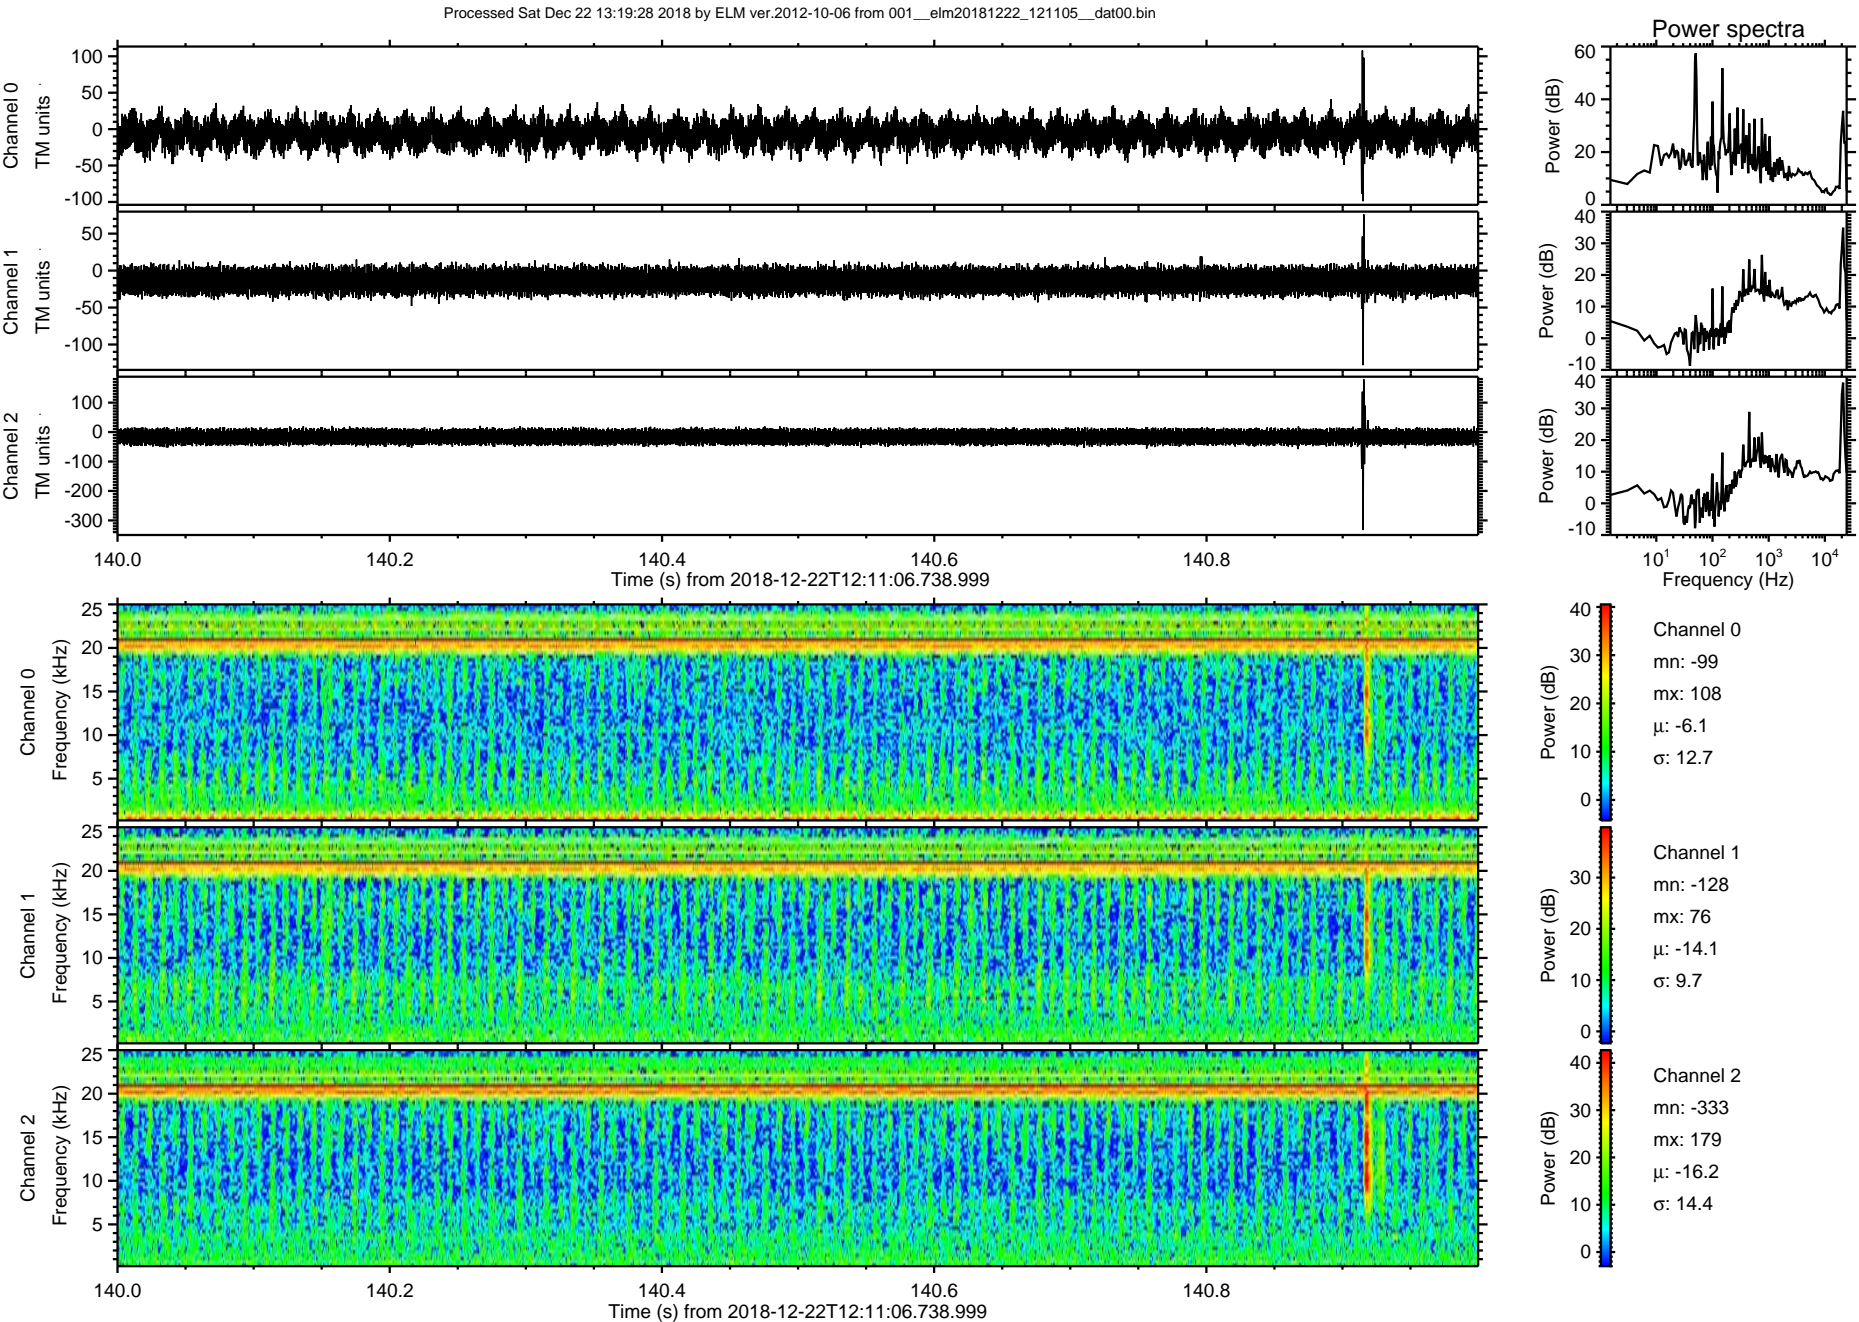 Processed Sat Dec 22 13:19:28 2018 by ELM ver.2012-10-06 from 001__elm20181222_121105__dat00.bin
Power spectra
Channel 0
TM units
100
50
0
-50
-100
Power (dB)
60
40
20
0
Channel 1
TM units
50
0
-50
-100
Power (dB)
40
30
20
10
0
-10
Channel 2
TM units
100
0
-100
-200
-300
Power (dB)
40
30
20
10
0
-10
140.0 140.2 140.4 140.6 140.8
Time (s) from 2018-12-22T12:11:06.738.999
10^1 10^2 10^3 10^4
Frequency (Hz)
Channel 0
Frequency (kHz)
25
20
15
10
5
Power (dB)
40
30
20
10
0
Channel 0
mn: -99
mx: 108
μ: -6.1
σ: 12.7
Channel 1
Frequency (kHz)
25
20
15
10
5
Power (dB)
30
20
10
0
Channel 1
mn: -128
mx: 76
μ: -14.1
σ: 9.7
Channel 2
Frequency (kHz)
25
20
15
10
5
Power (dB)
40
30
20
10
0
Channel 2
mn: -333
mx: 179
μ: -16.2
σ: 14.4
140.0 140.2 140.4 140.6 140.8
Time (s) from 2018-12-22T12:11:06.738.999